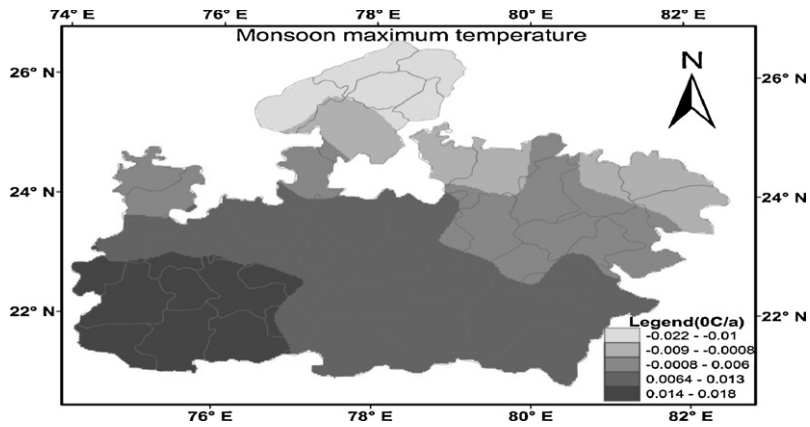 74° E 76° E 78° E 80° E 82° E
Monsoon maximum temperature
N
26° N 26° N
24° N 24° N
22° N 22° N
Legend(0C/a)
-0.022 - -0.01
-0.009 - -0.0008
-0.0008 - 0.006
0.0064 - 0.013
0.014 - 0.018
76° E 78° E 80° E 82° E